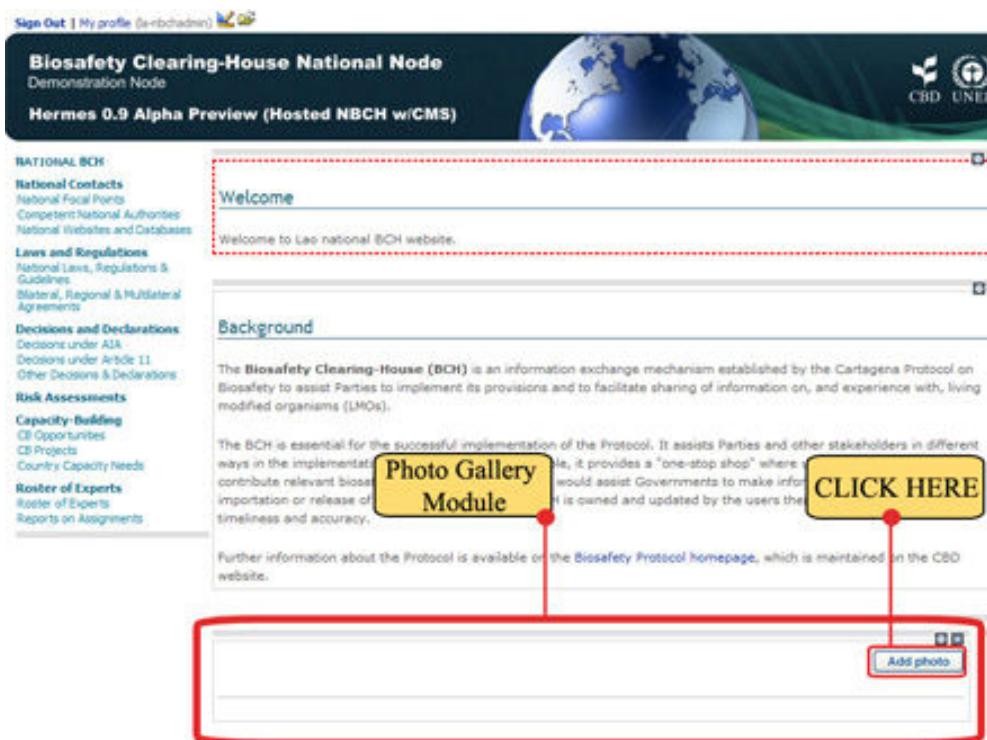 Sign Out | My profile (la-nbchadmin)
Biosafety Clearing-House National Node
Demonstration Node
Hermes 0.9 Alpha Preview (Hosted NBCH w/CMS)
CBD UNEP
NATIONAL BCH
National Contacts
National Focal Points
Competent National Authorities
National Websites and Databases
Laws and Regulations
National Laws, Regulations &
Guidelines
Bilateral, Regional & Multilateral
Agreements
Decisions and Declarations
Decisions under AIA
Decisions under Article 11
Other Decisions & Declarations
Risk Assessments
Capacity-Building
CB Opportunities
CB Projects
Country Capacity Needs
Roster of Experts
Roster of Experts
Reports on Assignments
Welcome
Welcome to Lao national BCH website.
Background
The Biosafety Clearing-House (BCH) is an information exchange mechanism established by the Cartagena Protocol on
Biosafety to assist Parties to implement its provisions and to facilitate sharing of information on, and experience with, living
modified organisms (LMOs).
The BCH is essential for the successful implementation of the Protocol. It assists Parties and other stakeholders in different
ways in the it provides a "one-stop shop" where
contribute relevant would assist Governments to make
importation or release of is owned and updated by the users
timeliness and accuracy.
Further information about the Protocol is available on the Biosafety Protocol homepage, which is maintained on the CBD
website.
Photo Gallery
Module
CLICK HERE
Add photo